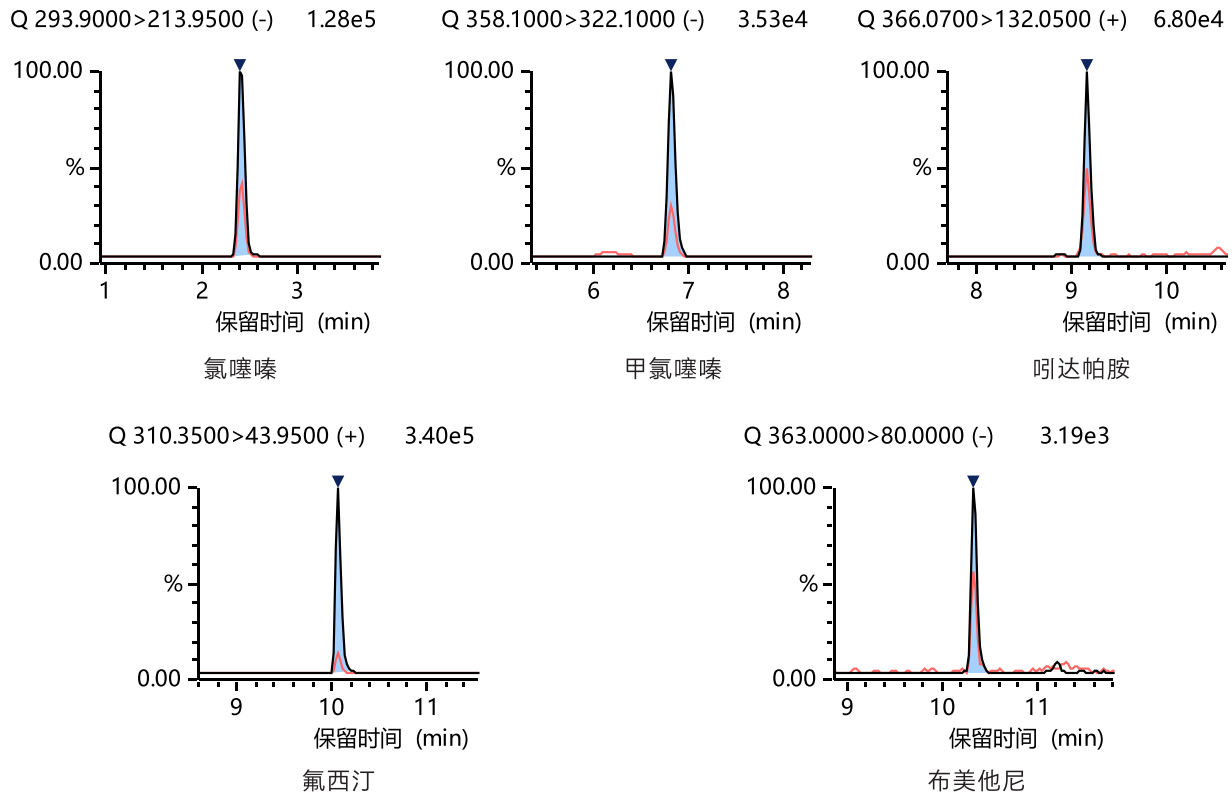 Q 293.9000>213.9500 (-) 1.28e5
100.00
%
0.00
1 2 3
保留时间 (min)
氯噻嗪
Q 358.1000>322.1000 (-) 3.53e4
100.00
%
0.00
6 7 8
保留时间 (min)
甲氯噻嗪
Q 366.0700>132.0500 (+) 6.80e4
100.00
%
0.00
8 9 10
保留时间 (min)
吲达帕胺
Q 310.3500>43.9500 (+) 3.40e5
100.00
%
0.00
9 10 11
保留时间 (min)
氟西汀
Q 363.0000>80.0000 (-) 3.19e3
100.00
%
0.00
9 10 11
保留时间 (min)
布美他尼